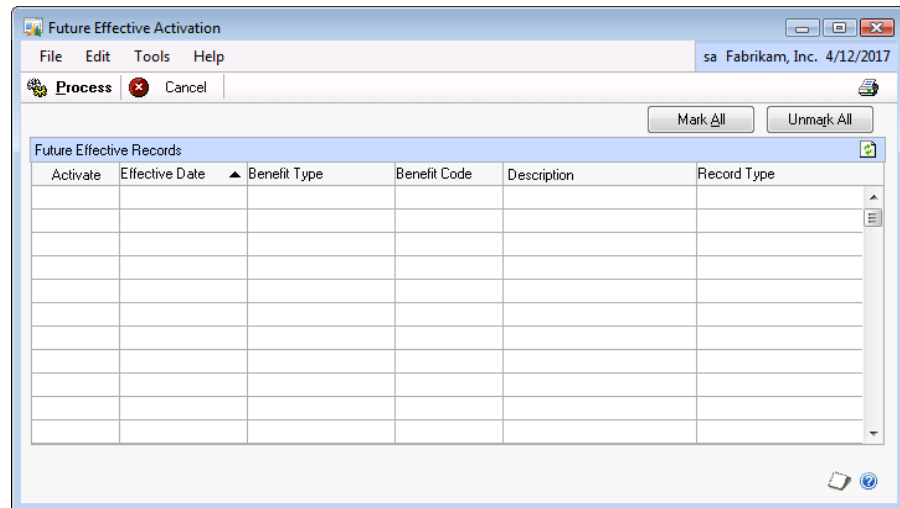 Future Effective Activation
File Edit Tools Help sa Fabrikam, Inc. 4/12/2017
Process Cancel
Mark All Unmark All
Future Effective Records
Activate Effective Date Benefit Type Benefit Code Description Record Type